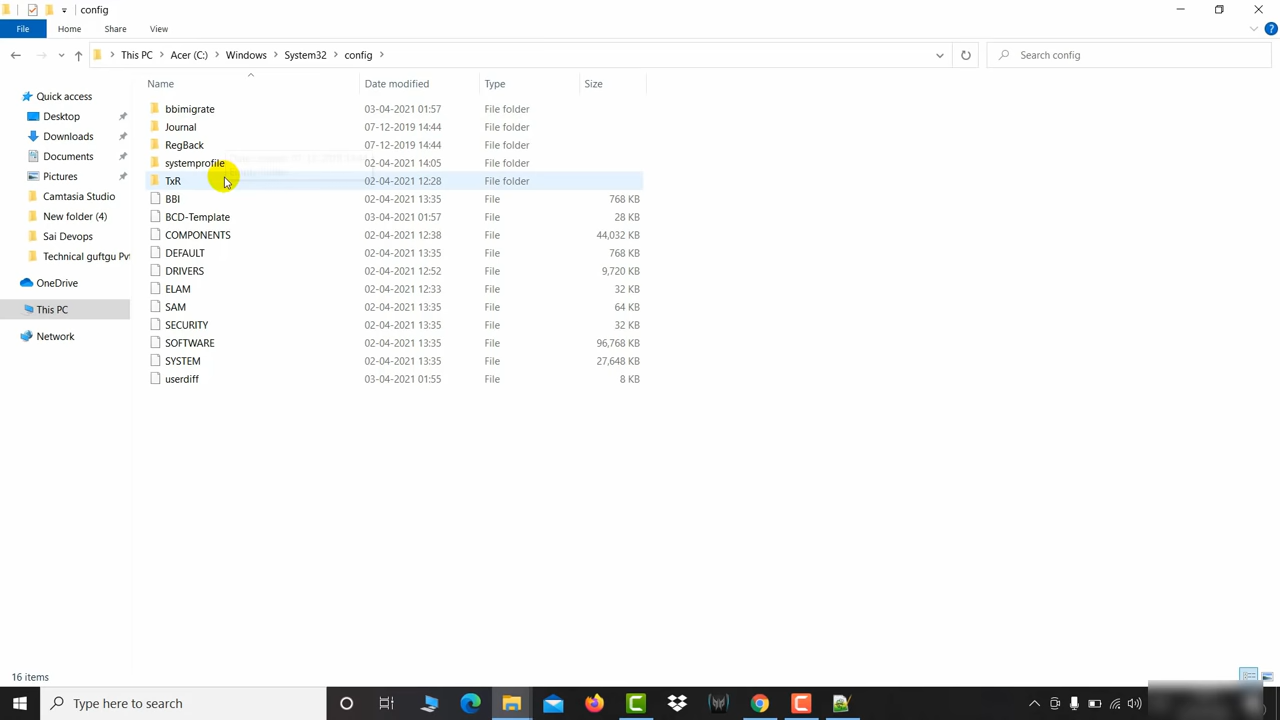 config
File Home Share View
This PC Acer (C:) Windows System32 config
Search config
Name Date modified Type Size
Quick access
Desktop
Downloads
Documents
Pictures
Camtasia Studio
New folder (4)
Sai Devops
Technical guftgu Pv
OneDrive
This PC
Network
bbimigrate 03-04-2021 01:57 File folder
Journal 07-12-2019 14:44 File folder
RegBack 07-12-2019 14:44 File folder
systemprofile 02-04-2021 14:05 File folder
TxR 02-04-2021 12:28 File folder
BBI 02-04-2021 13:35 File 768 KB
BCD-Template 03-04-2021 01:57 File 28 KB
COMPONENTS 02-04-2021 12:38 File 44,032 KB
DEFAULT 02-04-2021 13:35 File 768 KB
DRIVERS 02-04-2021 12:52 File 9,720 KB
ELAM 02-04-2021 12:33 File 32 KB
SAM 02-04-2021 13:35 File 64 KB
SECURITY 02-04-2021 13:35 File 32 KB
SOFTWARE 02-04-2021 13:35 File 96,768 KB
SYSTEM 02-04-2021 13:35 File 27,648 KB
userdiff 03-04-2021 01:55 File 8 KB
16 items
Type here to search